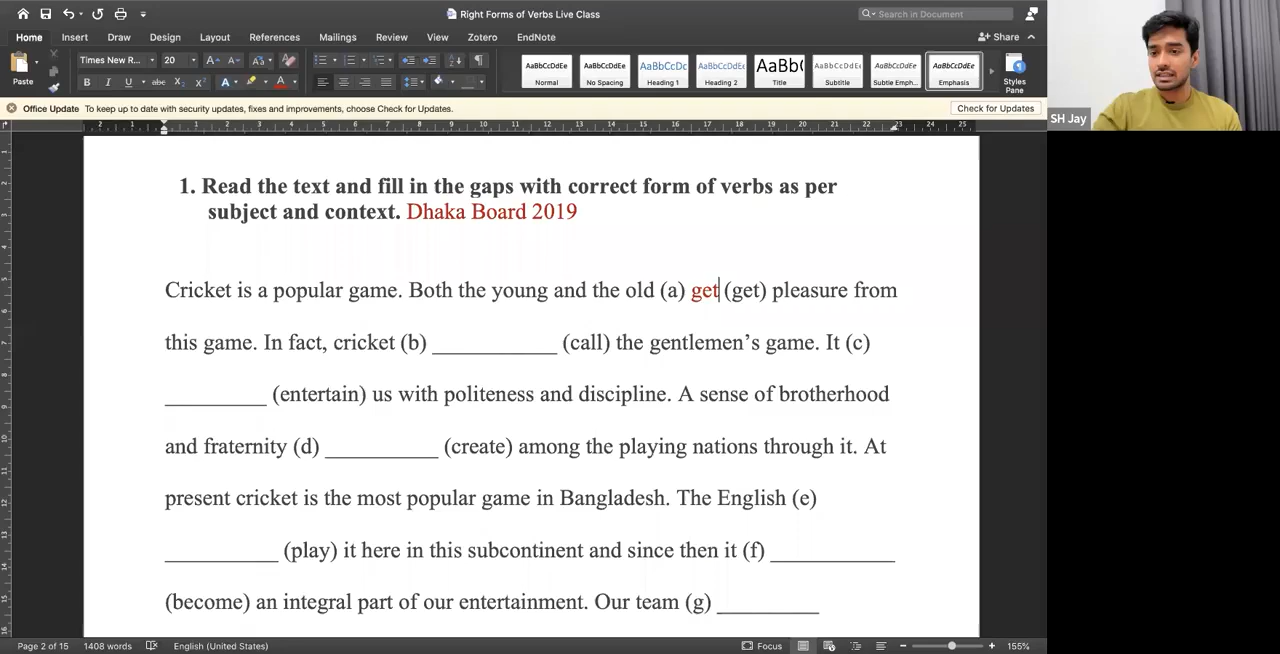 Right Forms of Verbs Live Class
Search in Document
Home Insert Draw Design Layout References Mailings Review View Zotero EndNote
Share
Paste
Times New R... 20
AaBbCcDdEe AaBbCcDdEe AaBbCcDc AaBbCcDdEe AaBbC AaBbCcDdEe AaBbCcDdEe AaBbCcDdEe
Normal No Spacing Heading 1 Heading 2 Title Subtitle Subtle Emph... Emphasis
Styles Pane
Office Update To keep up to date with security updates, fixes and improvements, choose Check for Updates.
Check for Updates
SH Jay
1. Read the text and fill in the gaps with correct form of verbs as per
subject and context. Dhaka Board 2019
Cricket is a popular game. Both the young and the old (a) get (get) pleasure from
this game. In fact, cricket (b) ___________ (call) the gentlemen’s game. It (c)
_________ (entertain) us with politeness and discipline. A sense of brotherhood
and fraternity (d) __________ (create) among the playing nations through it. At
present cricket is the most popular game in Bangladesh. The English (e)
__________ (play) it here in this subcontinent and since then it (f) ___________
(become) an integral part of our entertainment. Our team (g) _________
Page 2 of 15 1408 words English (United States) Focus 155%